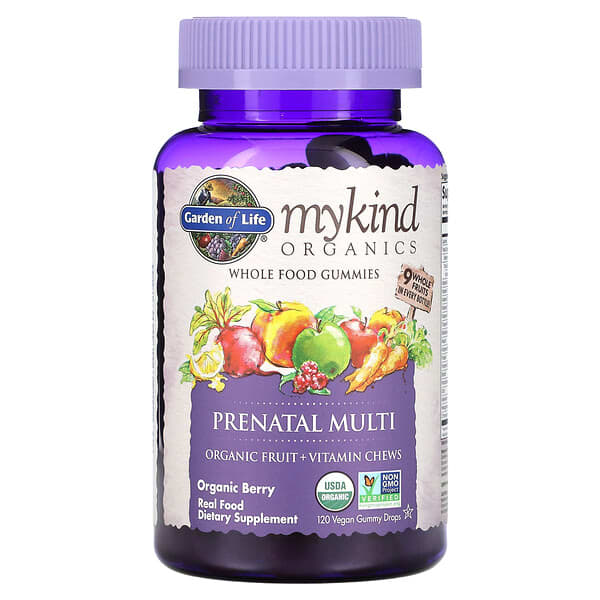 Garden of Life®
mykind
ORGANICS
WHOLE FOOD GUMMIES
9 WHOLE
FRUITS
IN EVERY BOTTLE!
PRENATAL MULTI
ORGANIC FRUIT + VITAMIN CHEWS
Organic Berry
Real Food
Dietary Supplement
USDA
ORGANIC
NON
GMO
Project
VERIFIED
120 Vegan Gummy Drops